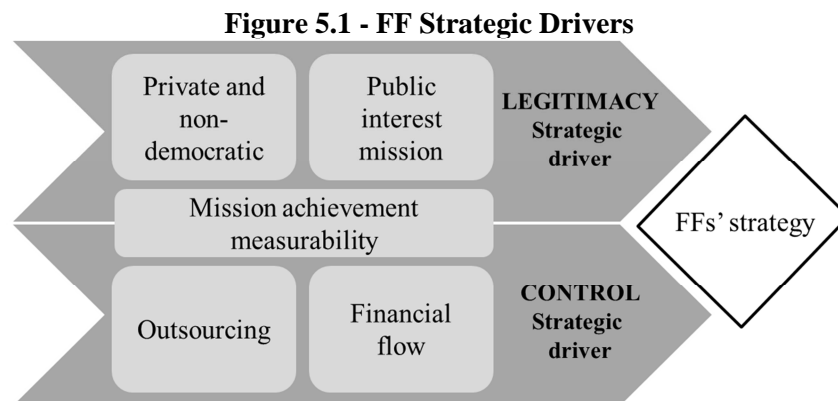 Figure 5.1 - FF Strategic Drivers
Private and
non-
democratic
Public
interest
mission
LEGITIMACY
Strategic
driver
Mission achievement
measurability
Outsourcing
Financial
flow
CONTROL
Strategic
driver
FFs’ strategy